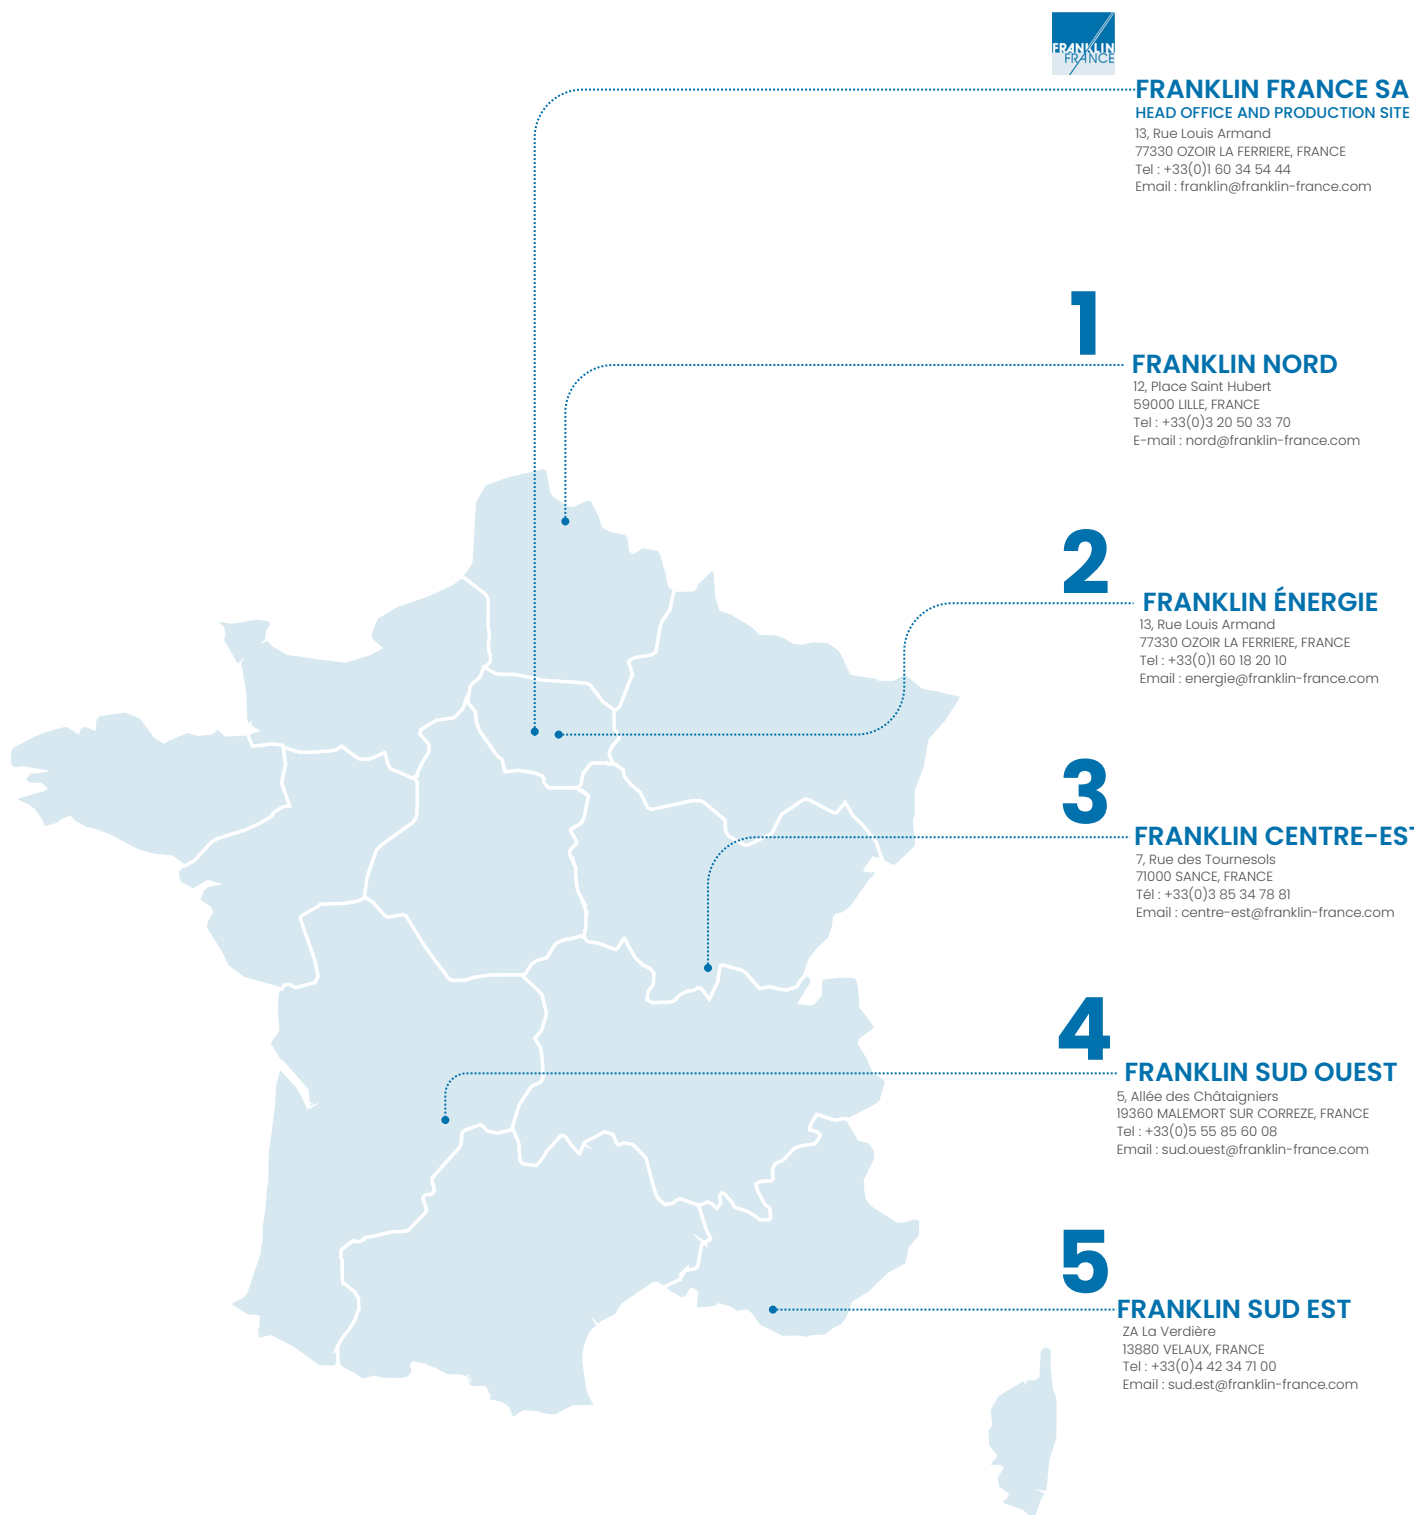 FRANKLIN
FRANCE
FRANKLIN FRANCE SA
HEAD OFFICE AND PRODUCTION SITE
13, Rue Louis Armand
77330 OZOIR LA FERRIERE, FRANCE
Tel : +33(0)1 60 34 54 44
Email : franklin@franklin-france.com
1
FRANKLIN NORD
12, Place Saint Hubert
59000 LILLE, FRANCE
Tel : +33(0)3 20 50 33 70
E-mail : nord@franklin-france.com
2
FRANKLIN ÉNERGIE
13, Rue Louis Armand
77330 OZOIR LA FERRIERE, FRANCE
Tel : +33(0)1 60 18 20 10
Email : energie@franklin-france.com
3
FRANKLIN CENTRE-EST
7, Rue des Tournesols
71000 SANCE, FRANCE
Tél : +33(0)3 85 34 78 81
Email : centre-est@franklin-france.com
4
FRANKLIN SUD OUEST
5, Allée des Châtaigniers
19360 MALEMORT SUR CORREZE, FRANCE
Tel : +33(0)5 55 85 60 08
Email : sud.ouest@franklin-france.com
5
FRANKLIN SUD EST
ZA La Verdière
13880 VELAUX, FRANCE
Tel : +33(0)4 42 34 71 00
Email : sud.est@franklin-france.com